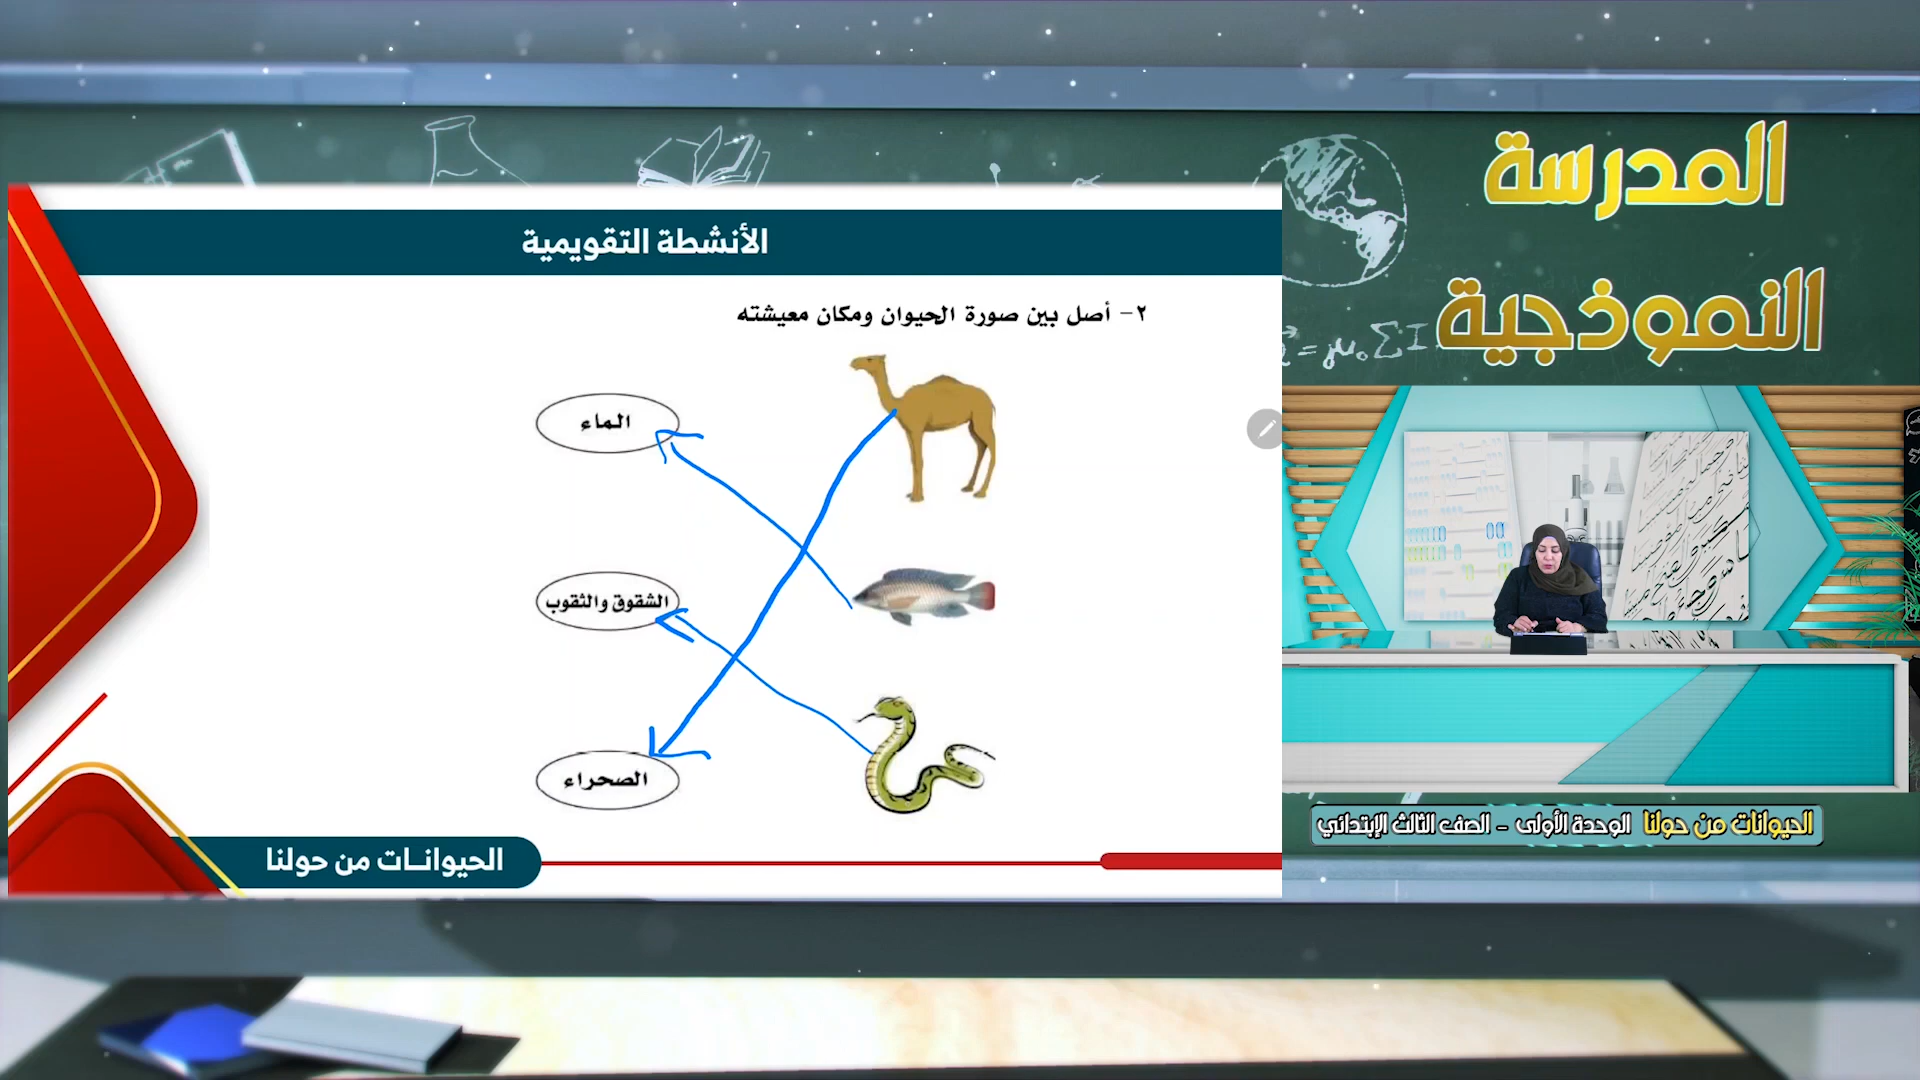 المدرسة
النموذجية
الأنشطة التقويمية
٢- أصل بين صورة الحيوان ومكان معيشته
الماء
الشقوق والثقوب
الصحراء
الحيوانات من حولنا
الحيوانات من حولنا الوحدة الأولى - الصف الثالث الإبتدائي